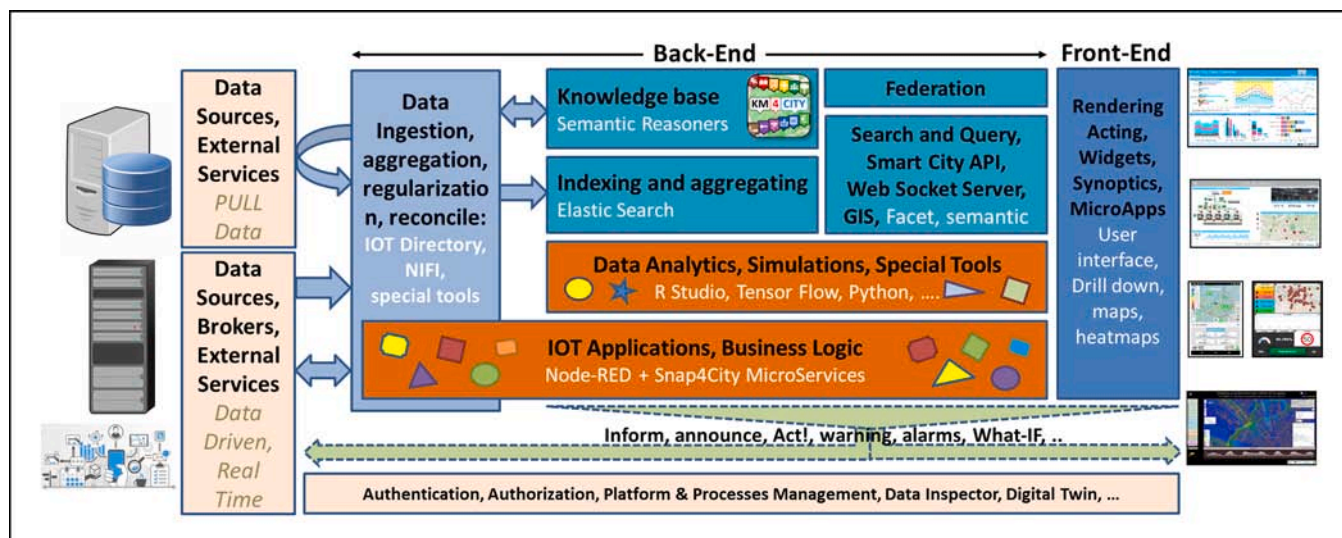 Back-End
Front-End
Data
Sources,
External
Services
PULL
Data
Data
Sources,
Brokers,
External
Services
Data
Driven,
Real
Time
Data
Ingestion,
aggregation,
regularizatio
n, reconcile:
IOT Directory,
NIFI,
special tools
Knowledge base
Semantic Reasoners
KM 4 CITY
Indexing and aggregating
Elastic Search
Federation
Search and Query,
Smart City API,
Web Socket Server,
GIS, Facet, semantic
Data Analytics, Simulations, Special Tools
R Studio, Tensor Flow, Python, ....
IOT Applications, Business Logic
Node-RED + Snap4City MicroServices
Rendering
Acting,
Widgets,
Synoptics,
MicroApps
User
interface,
Drill down,
maps,
heatmaps
Inform, announce, Act!, warning, alarms, What-IF, ..
Authentication, Authorization, Platform & Processes Management, Data Inspector, Digital Twin, ...